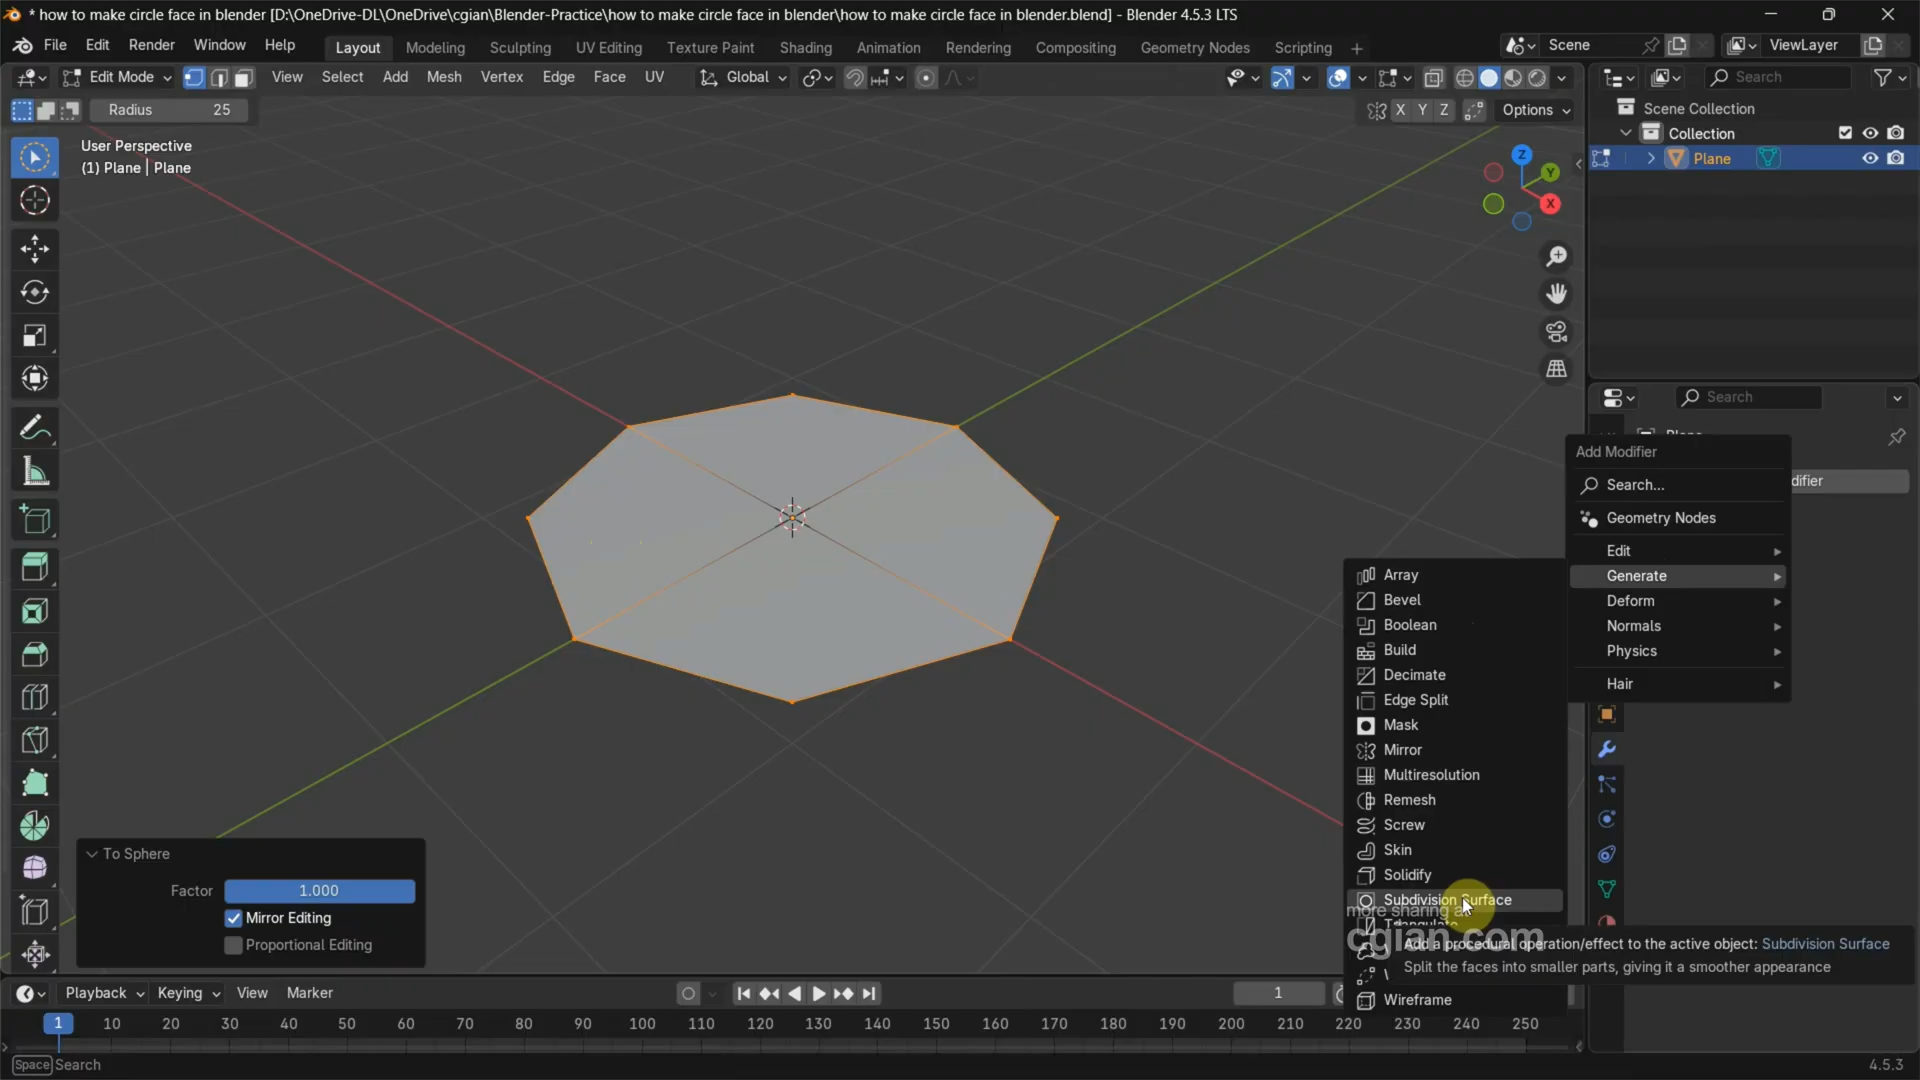 * how to make circle face in blender [D:\OneDrive-DL\OneDrive\cgian\Blender-Practice\how to make circle face in blender\how to make circle face in blender.blend] - Blender 4.5.3 LTS
File Edit Render Window Help Layout Modeling Sculpting UV Editing Texture Paint Shading Animation Rendering Compositing Geometry Nodes Scripting + Scene ViewLayer
Edit Mode View Select Add Mesh Vertex Edge Face UV Global Search
Radius 25 X Y Z Options
Scene Collection
Collection
Plane
User Perspective
(1) Plane | Plane
Z
Y
X
Search
Plane
Add Modifier
difier
Search...
Geometry Nodes
Edit
Generate
Deform
Normals
Physics
Hair
Array
Bevel
Boolean
Build
Decimate
Edge Split
Mask
Mirror
Multiresolution
Remesh
Screw
Skin
Solidify
Subdivision Surface
more sharing at
Triangulate
cgian.com
Add a procedural operation/effect to the active object: Subdivision Surface
Split the faces into smaller parts, giving it a smoother appearance
Wireframe
To Sphere
Factor 1.000
Mirror Editing
Proportional Editing
Playback Keying View Marker 1
1 10 20 30 40 50 60 70 80 90 100 110 120 130 140 150 160 170 180 190 200 210 220 230 240 250
Space Search 4.5.3